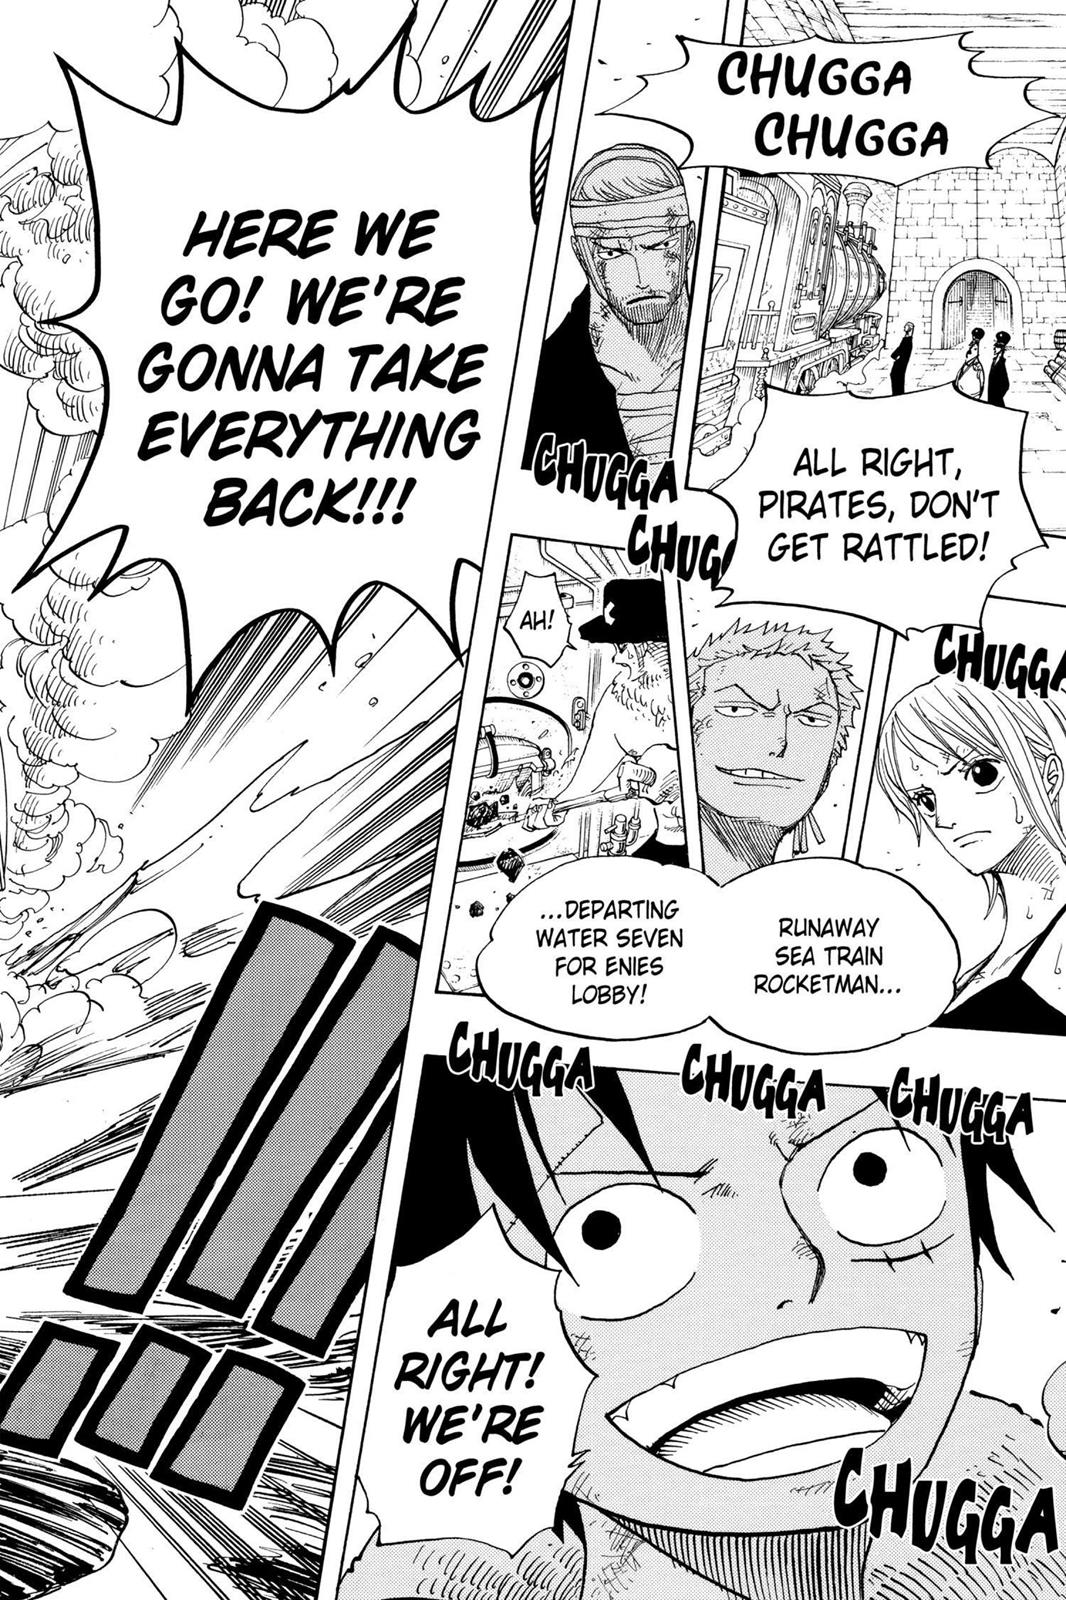 CHUGGA
CHUGGA
ALL RIGHT,
PIRATES, DON'T
GET RATTLED!
CHUGGA
CHUGGA
CHUGGA
AH!
RUNAWAY
SEA TRAIN
ROCKETMAN...
...DEPARTING
WATER SEVEN
FOR ENIES
LOBBY!
CHUGGA
CHUGGA
CHUGGA
ALL
RIGHT!
WE'RE
OFF!
CHUGGA
HERE WE
GO! WE'RE
GONNA TAKE
EVERYTHING
BACK!!!
!!!